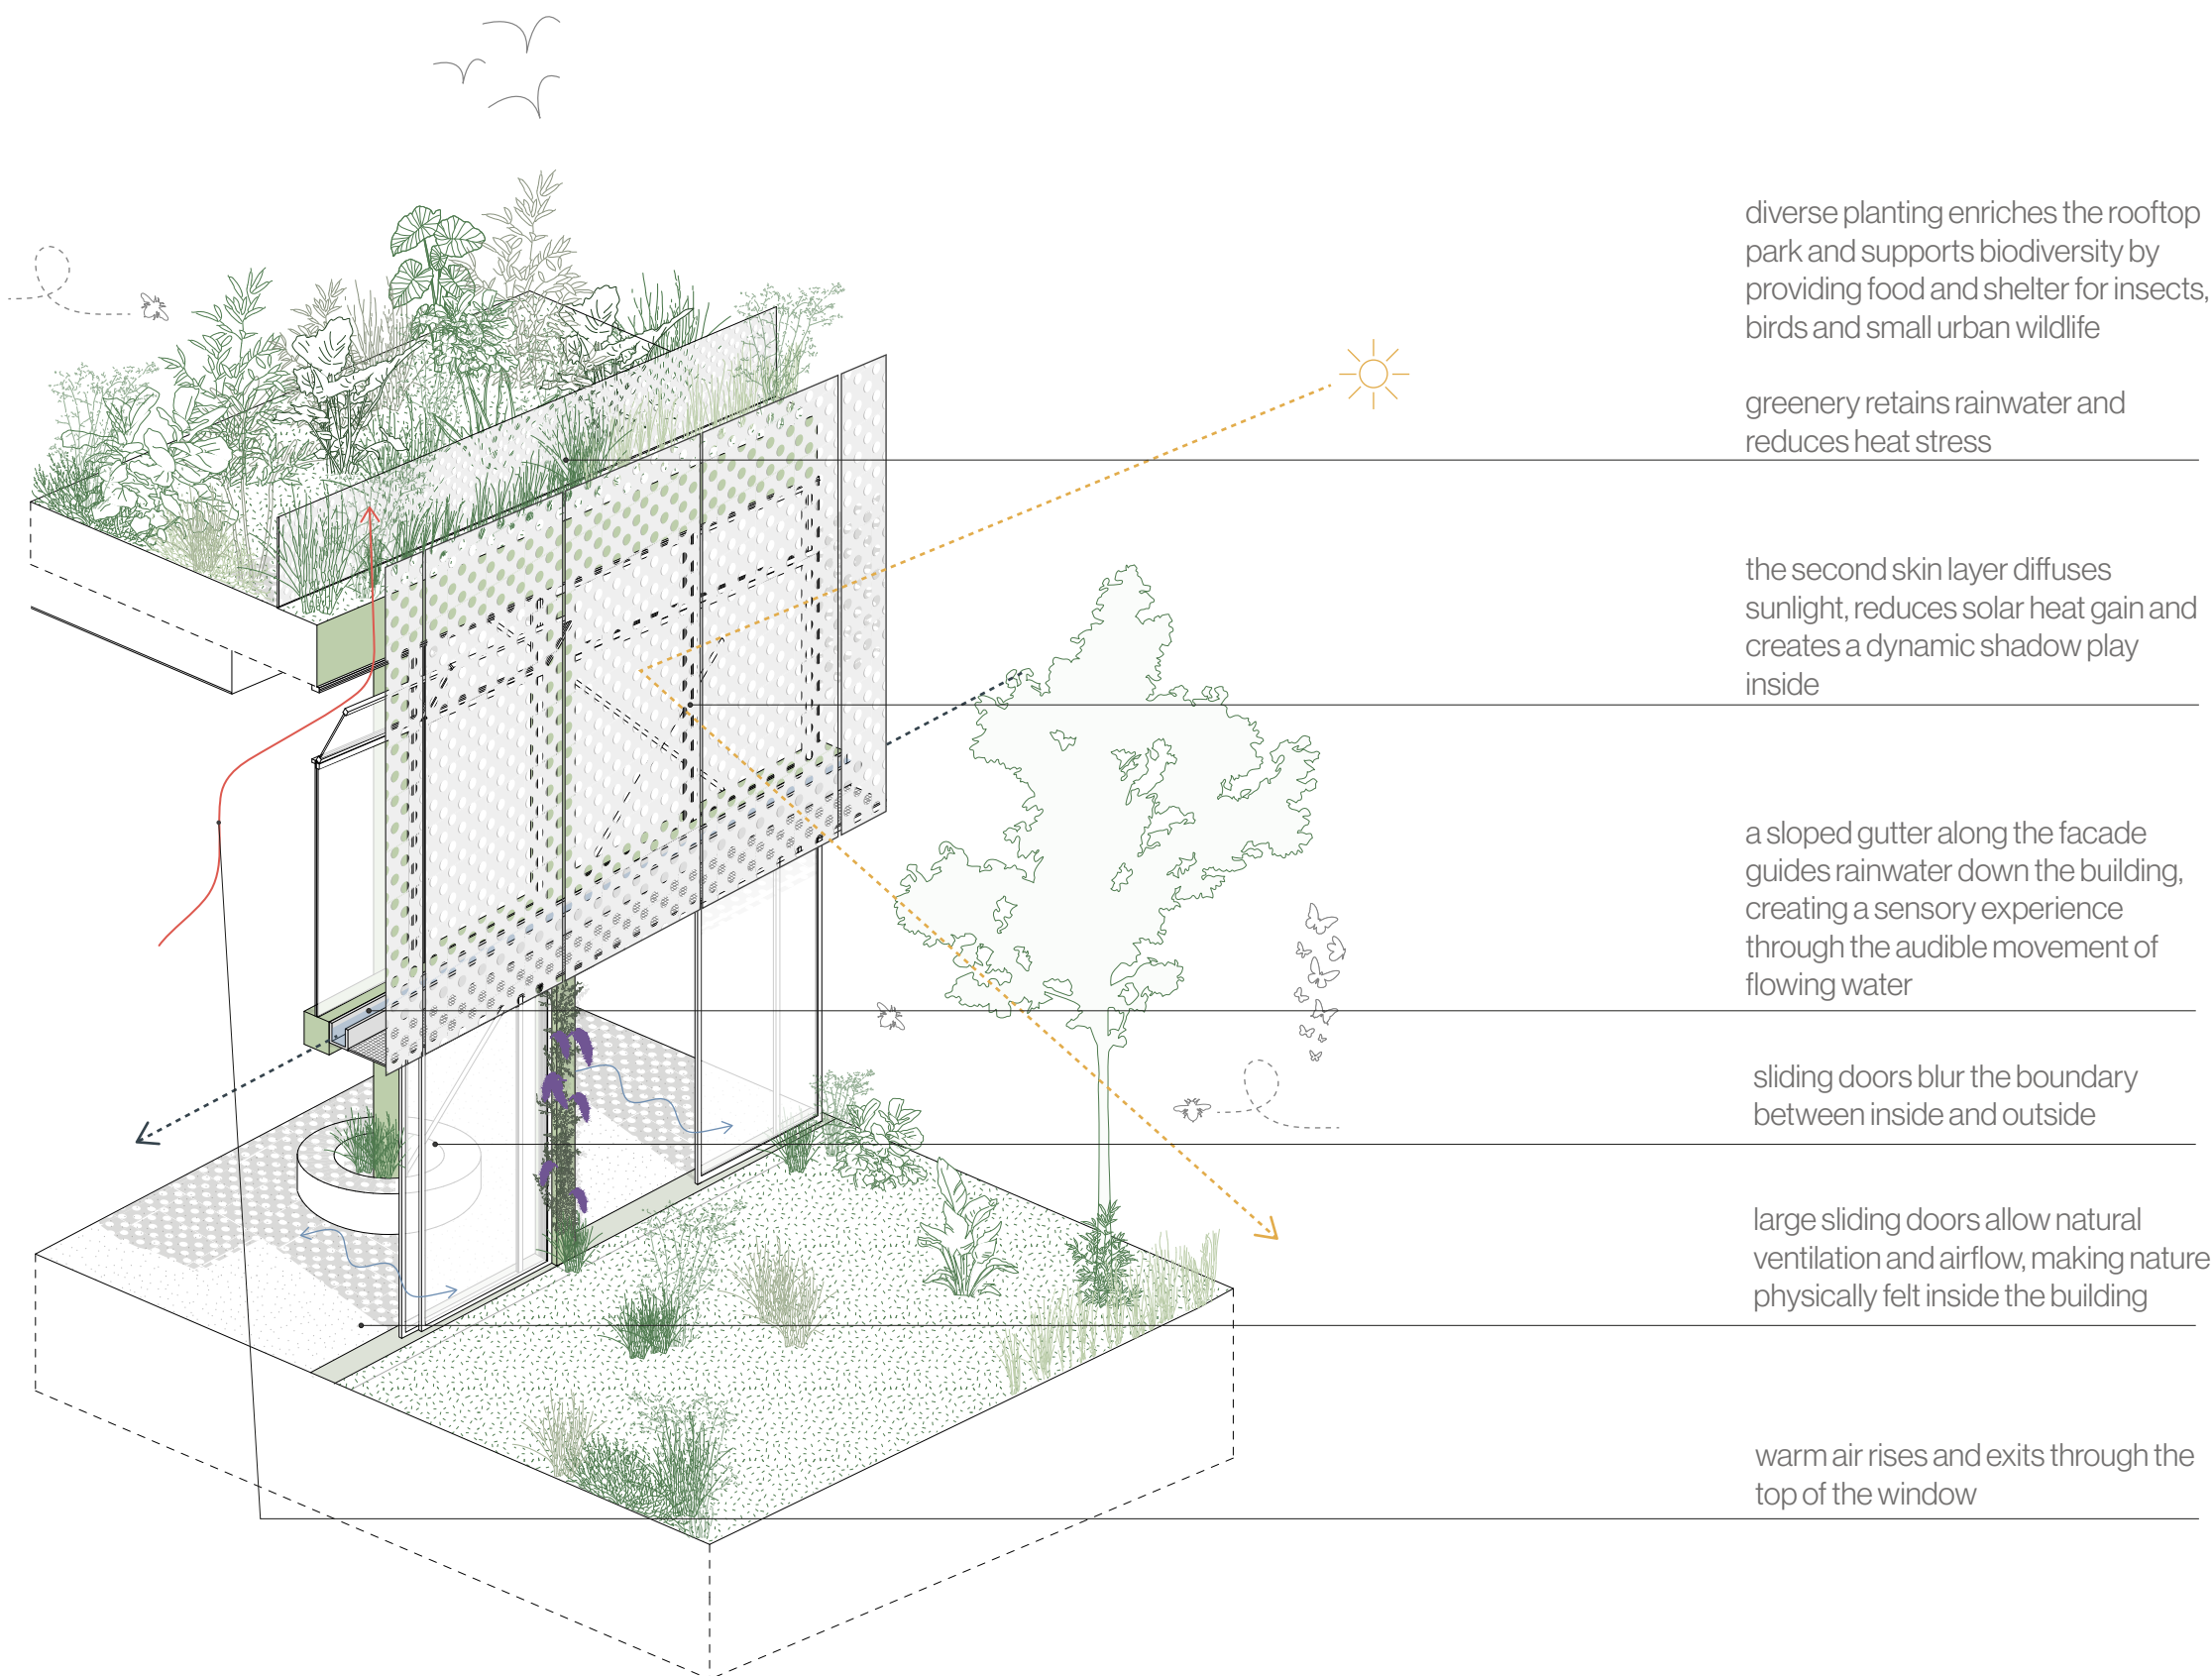 diverse planting enriches the rooftop
park and supports biodiversity by
providing food and shelter for insects,
birds and small urban wildlife
greenery retains rainwater and
reduces heat stress
the second skin layer diffuses
sunlight, reduces solar heat gain and
creates a dynamic shadow play
inside
a sloped gutter along the facade
guides rainwater down the building,
creating a sensory experience
through the audible movement of
flowing water
sliding doors blur the boundary
between inside and outside
large sliding doors allow natural
ventilation and airflow, making nature
physically felt inside the building
warm air rises and exits through the
top of the window